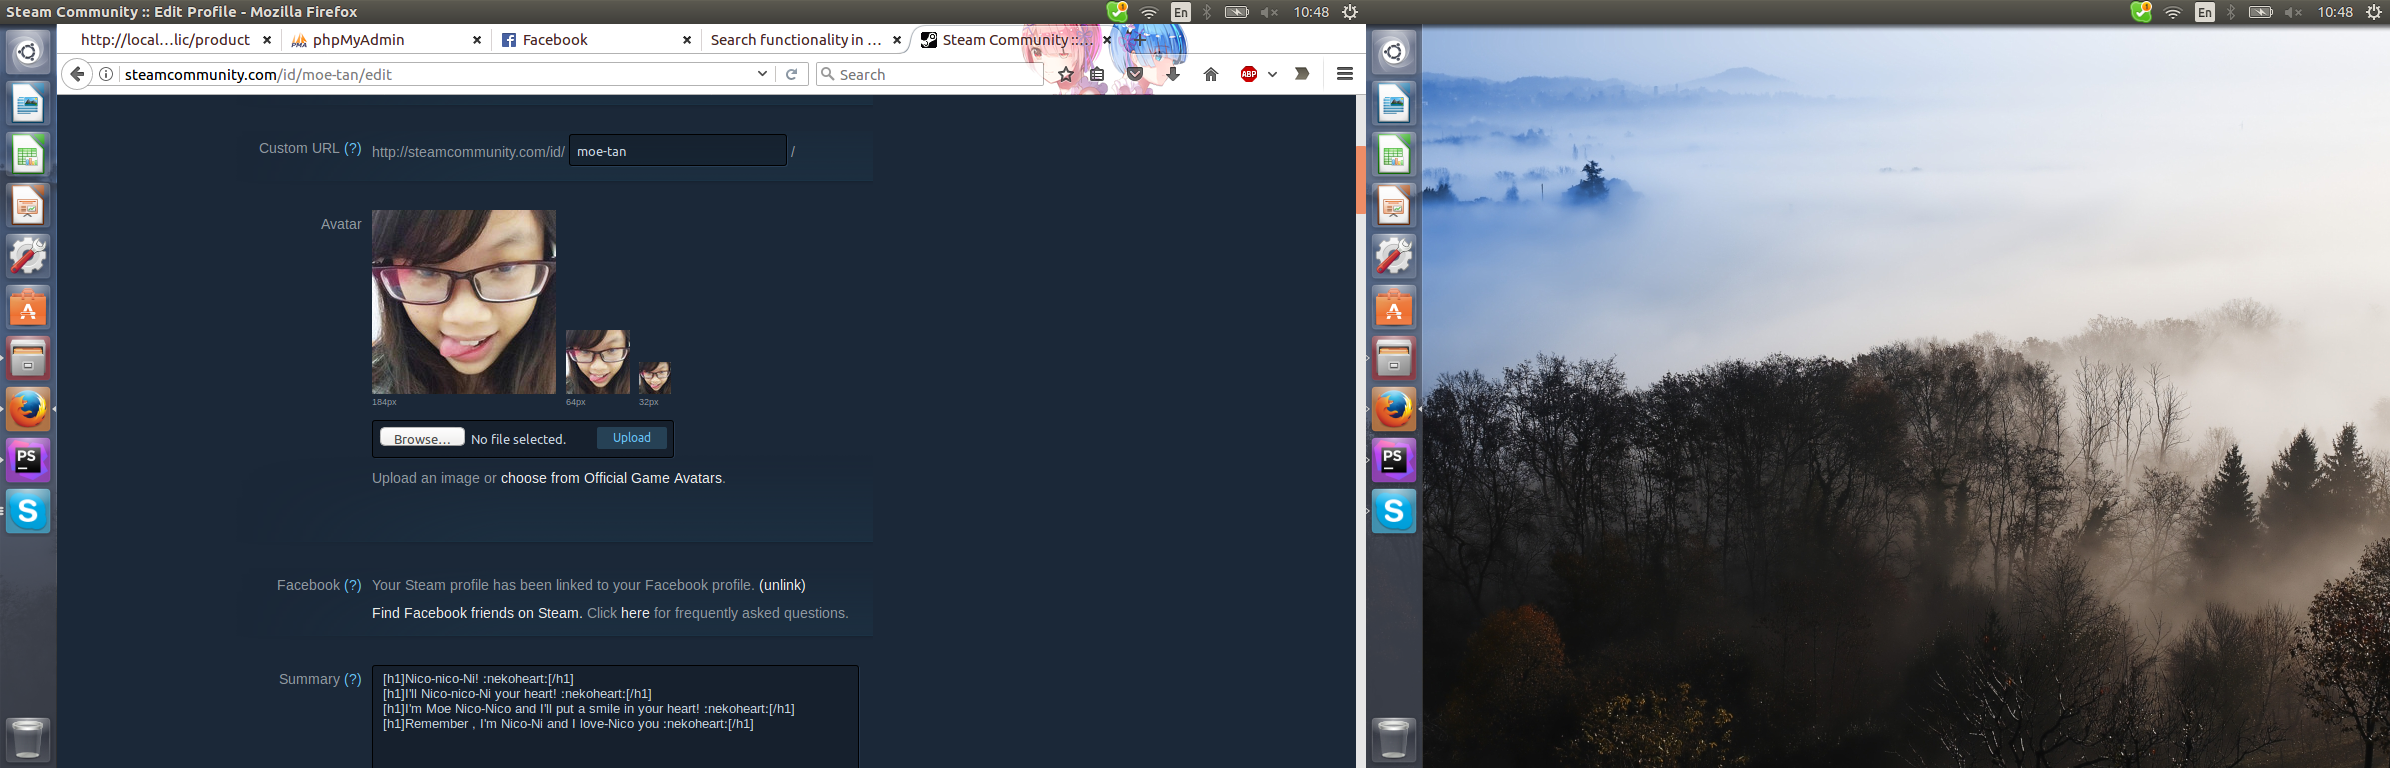 Steam Community :: Edit Profile - Mozilla Firefox
En
10:48
En
10:48
http://local...lic/product
phpMyAdmin
Facebook
Search functionality in ...
Steam Community ::...
steamcommunity.com/id/moe-tan/edit
Search
ABP
Custom URL (?)
http://steamcommunity.com/id/ moe-tan /
Avatar
184px
64px
32px
Browse...
No file selected.
Upload
Upload an image or choose from Official Game Avatars.
Facebook (?)
Your Steam profile has been linked to your Facebook profile. (unlink)
Find Facebook friends on Steam. Click here for frequently asked questions.
Summary (?)
[h1]Nico-nico-Ni! :nekoheart:[/h1]
[h1]I'll Nico-nico-Ni your heart! :nekoheart:[/h1]
[h1]I'm Moe Nico-Nico and I'll put a smile in your heart! :nekoheart:[/h1]
[h1]Remember , I'm Nico-Ni and I love-Nico you :nekoheart:[/h1]
PS
S
PS
S